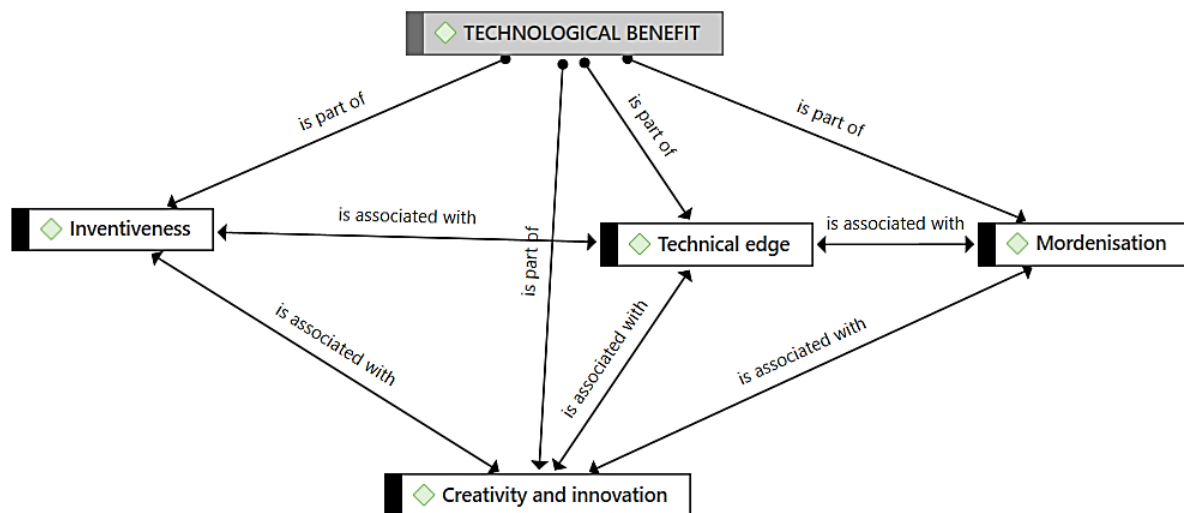 TECHNOLOGICAL BENEFIT
is part of
is part of
is part of
is part of
Inventiveness
is associated with
Technical edge
is associated with
Mordenisation
is associated with
is associated with
is associated with
Creativity and innovation